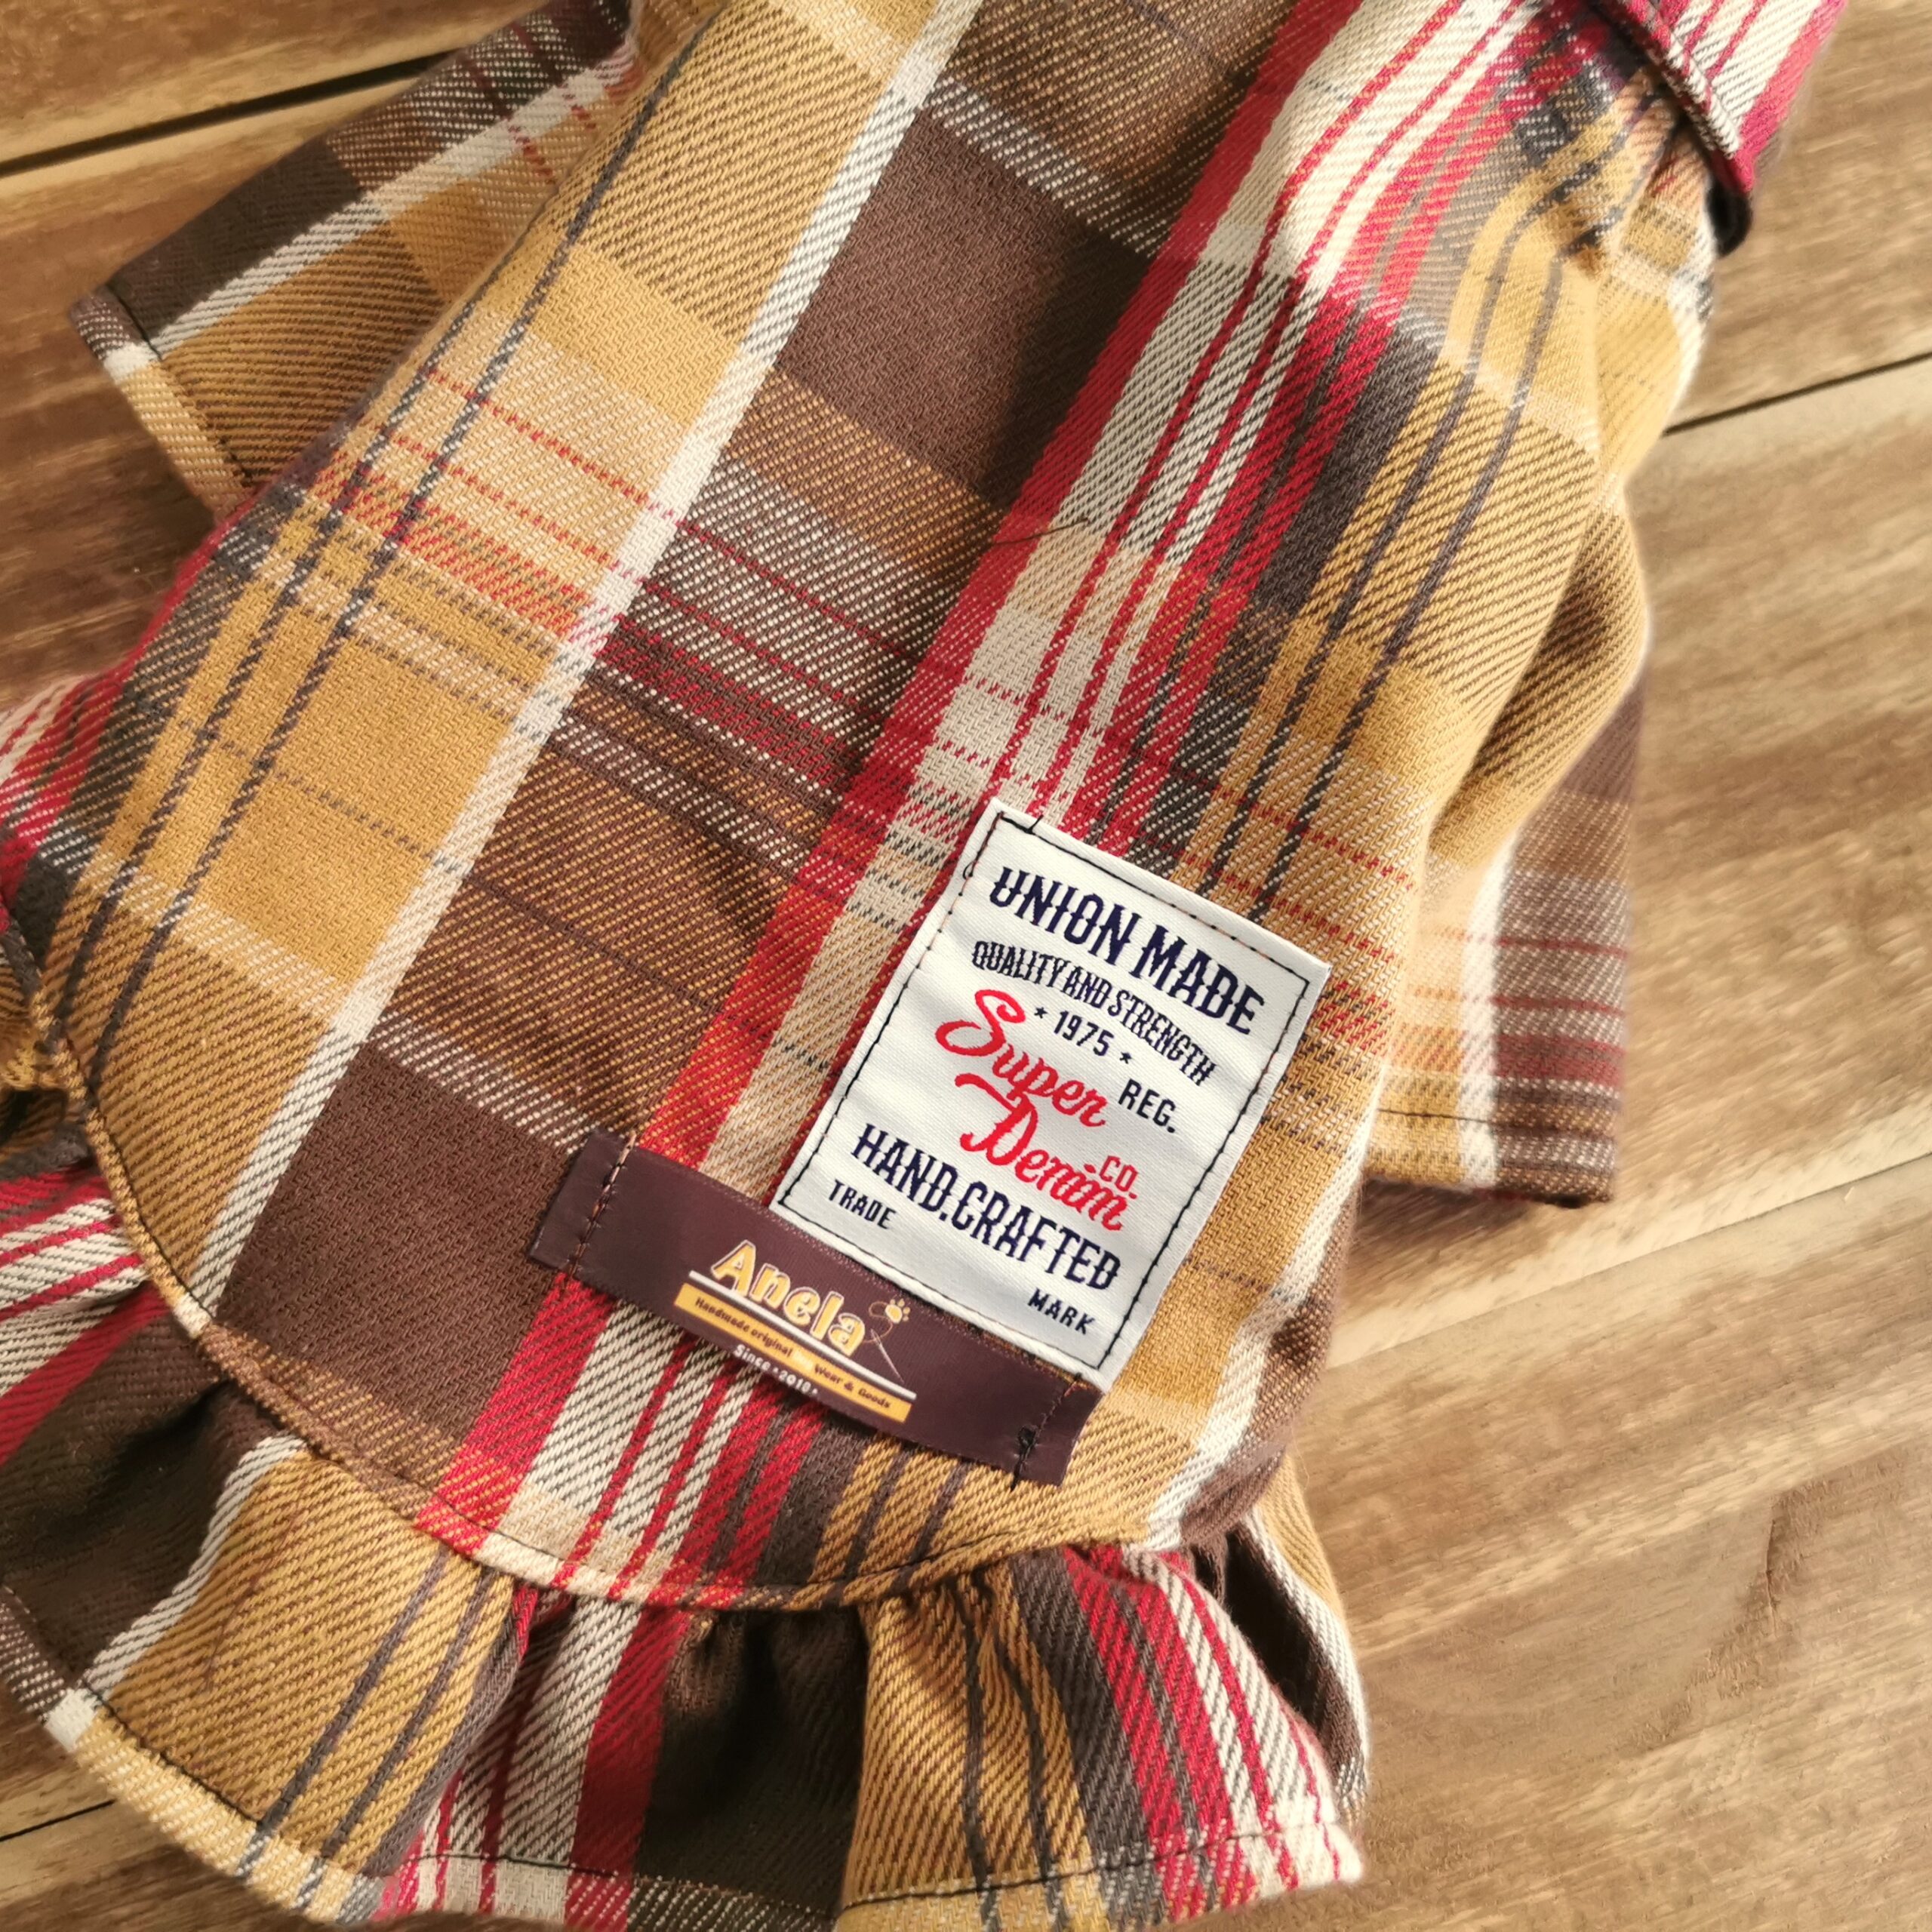 UNION MADE
QUALITY AND STRENGTH
* 1975 *
Super REG.
Denim CO.
HAND.CRAFTED
TRADE MARK
Anela
Handmade original Wear & Goods
Since*2018*